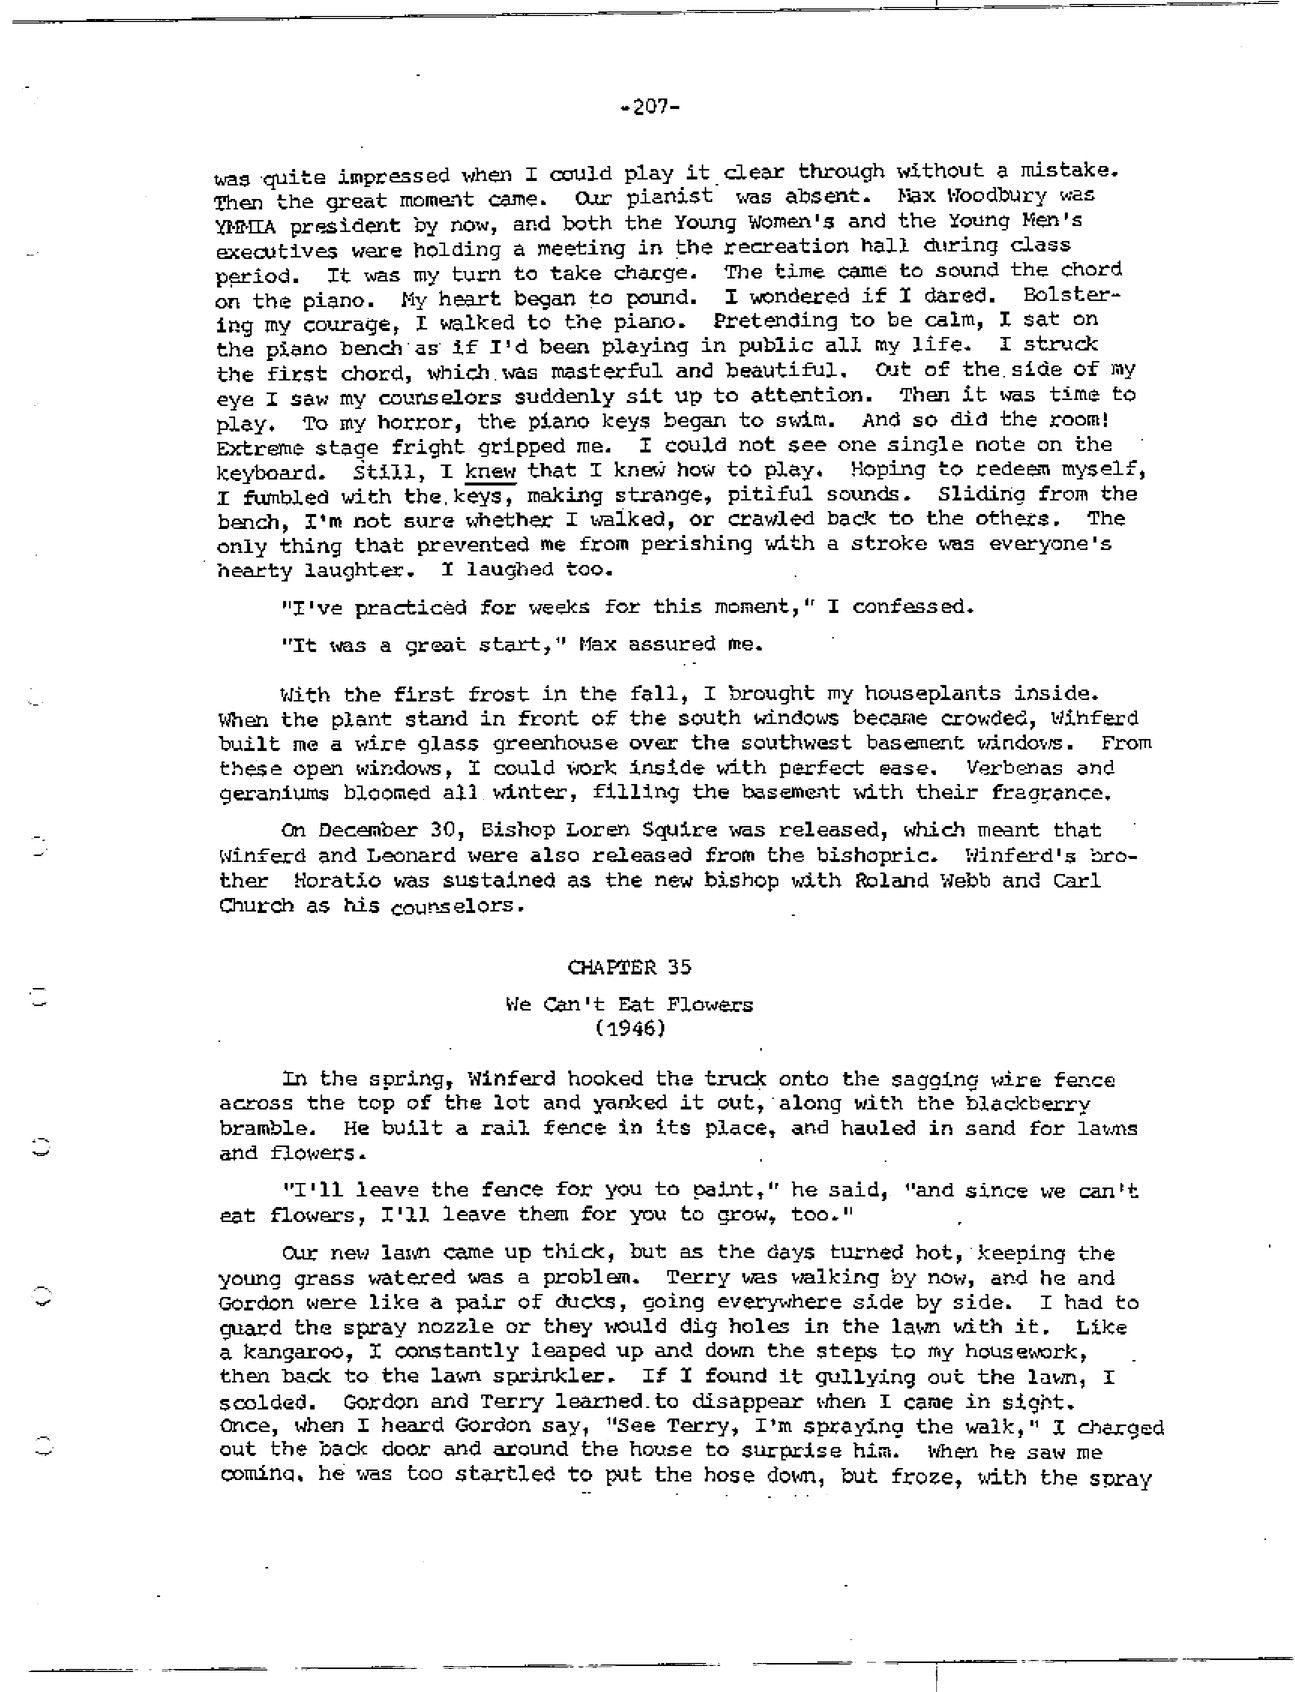 -207-
was quite impressed when I could play it clear through without a mistake.
Then the great moment came. Our pianist was absent. Max Woodbury was
YMMIA president by now, and both the Young Women's and the Young Men's
executives were holding a meeting in the recreation hall during class
period. It was my turn to take charge. The time came to sound the chord
on the piano. My heart began to pound. I wondered if I dared. Bolster-
ing my courage, I walked to the piano. Pretending to be calm, I sat on
the piano bench as if I'd been playing in public all my life. I struck
the first chord, which was masterful and beautiful. Out of the side of my
eye I saw my counselors suddenly sit up to attention. Then it was time to
play. To my horror, the piano keys began to swim. And so did the room!
Extreme stage fright gripped me. I could not see one single note on the
keyboard. Still, I knew that I knew how to play. Hoping to redeem myself,
I fumbled with the keys, making strange, pitiful sounds. Sliding from the
bench, I'm not sure whether I walked, or crawled back to the others. The
only thing that prevented me from perishing with a stroke was everyone's
hearty laughter. I laughed too.
"I've practiced for weeks for this moment," I confessed.
"It was a great start," Max assured me.
With the first frost in the fall, I brought my houseplants inside.
When the plant stand in front of the south windows became crowded, Winferd
built me a wire glass greenhouse over the southwest basement windows. From
these open windows, I could work inside with perfect ease. Verbenas and
geraniums bloomed all winter, filling the basement with their fragrance.
On December 30, Bishop Loren Squire was released, which meant that
Winferd and Leonard were also released from the bishopric. Winferd's bro-
ther Horatio was sustained as the new bishop with Roland Webb and Carl
Church as his counselors.
CHAPTER 35
We Can't Eat Flowers
(1946)
In the spring, Winferd hooked the truck onto the sagging wire fence
across the top of the lot and yanked it out, along with the blackberry
bramble. He built a rail fence in its place, and hauled in sand for lawns
and flowers.
"I'll leave the fence for you to paint," he said, "and since we can't
eat flowers, I'll leave them for you to grow, too."
Our new lawn came up thick, but as the days turned hot, keeping the
young grass watered was a problem. Terry was walking by now, and he and
Gordon were like a pair of ducks, going everywhere side by side. I had to
guard the spray nozzle or they would dig holes in the lawn with it. Like
a kangaroo, I constantly leaped up and down the steps to my housework,
then back to the lawn sprinkler. If I found it gullying out the lawn, I
scolded. Gordon and Terry learned to disappear when I came in sight.
Once, when I heard Gordon say, "See Terry, I'm spraying the walk," I charged
out the back door and around the house to surprise him. When he saw me
coming, he was too startled to put the hose down, but froze, with the spray